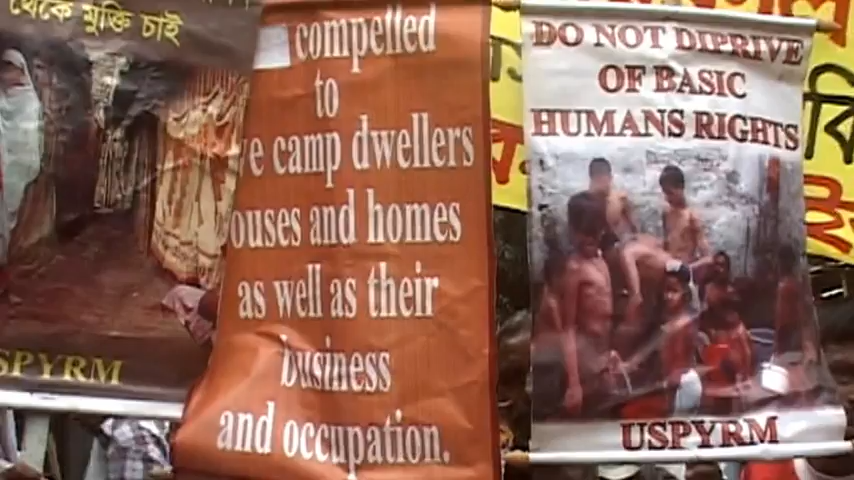 থেকে মুক্তি চাই
SPYRM
compelled
to
e camp dwellers
ouses and homes
as well as their
business
and occupation.
DO NOT DIPRIVE
OF BASIC
HUMANS RIGHTS
USPYRM